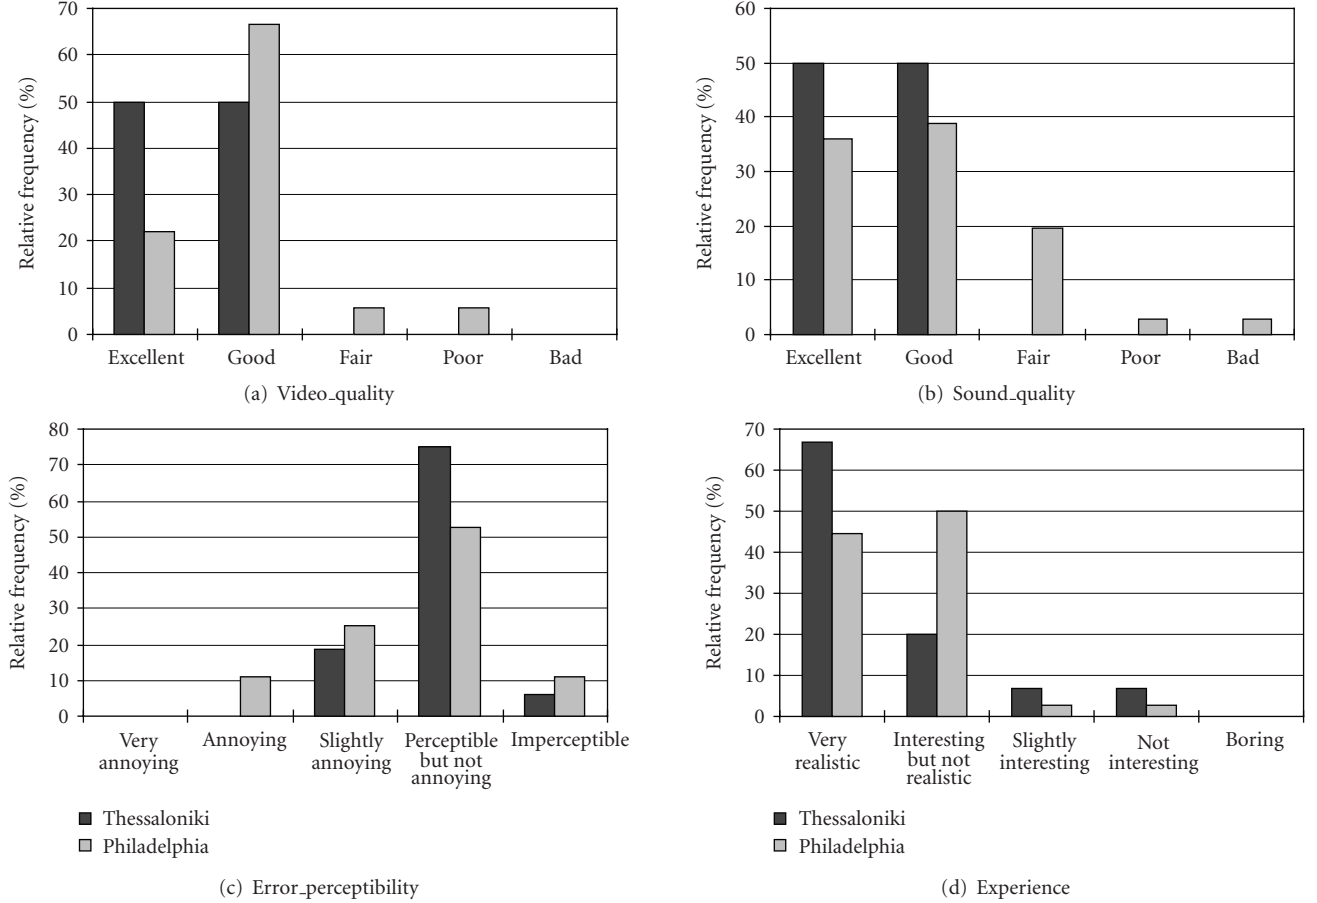 70
60
50
40
30
20
10
0
Relative frequency (%)
Excellent Good Fair Poor Bad
(a) Video_quality
60
50
40
30
20
10
0
Relative frequency (%)
Excellent Good Fair Poor Bad
(b) Sound_quality
80
70
60
50
40
30
20
10
0
Relative frequency (%)
Very annoying
Annoying
Slightly annoying
Perceptible but not annoying
Imperceptible
Thessaloniki
Philadelphia
(c) Error_perceptibility
70
60
50
40
30
20
10
0
Relative frequency (%)
Very realistic
Interesting but not realistic
Slightly interesting
Not interesting
Boring
Thessaloniki
Philadelphia
(d) Experience